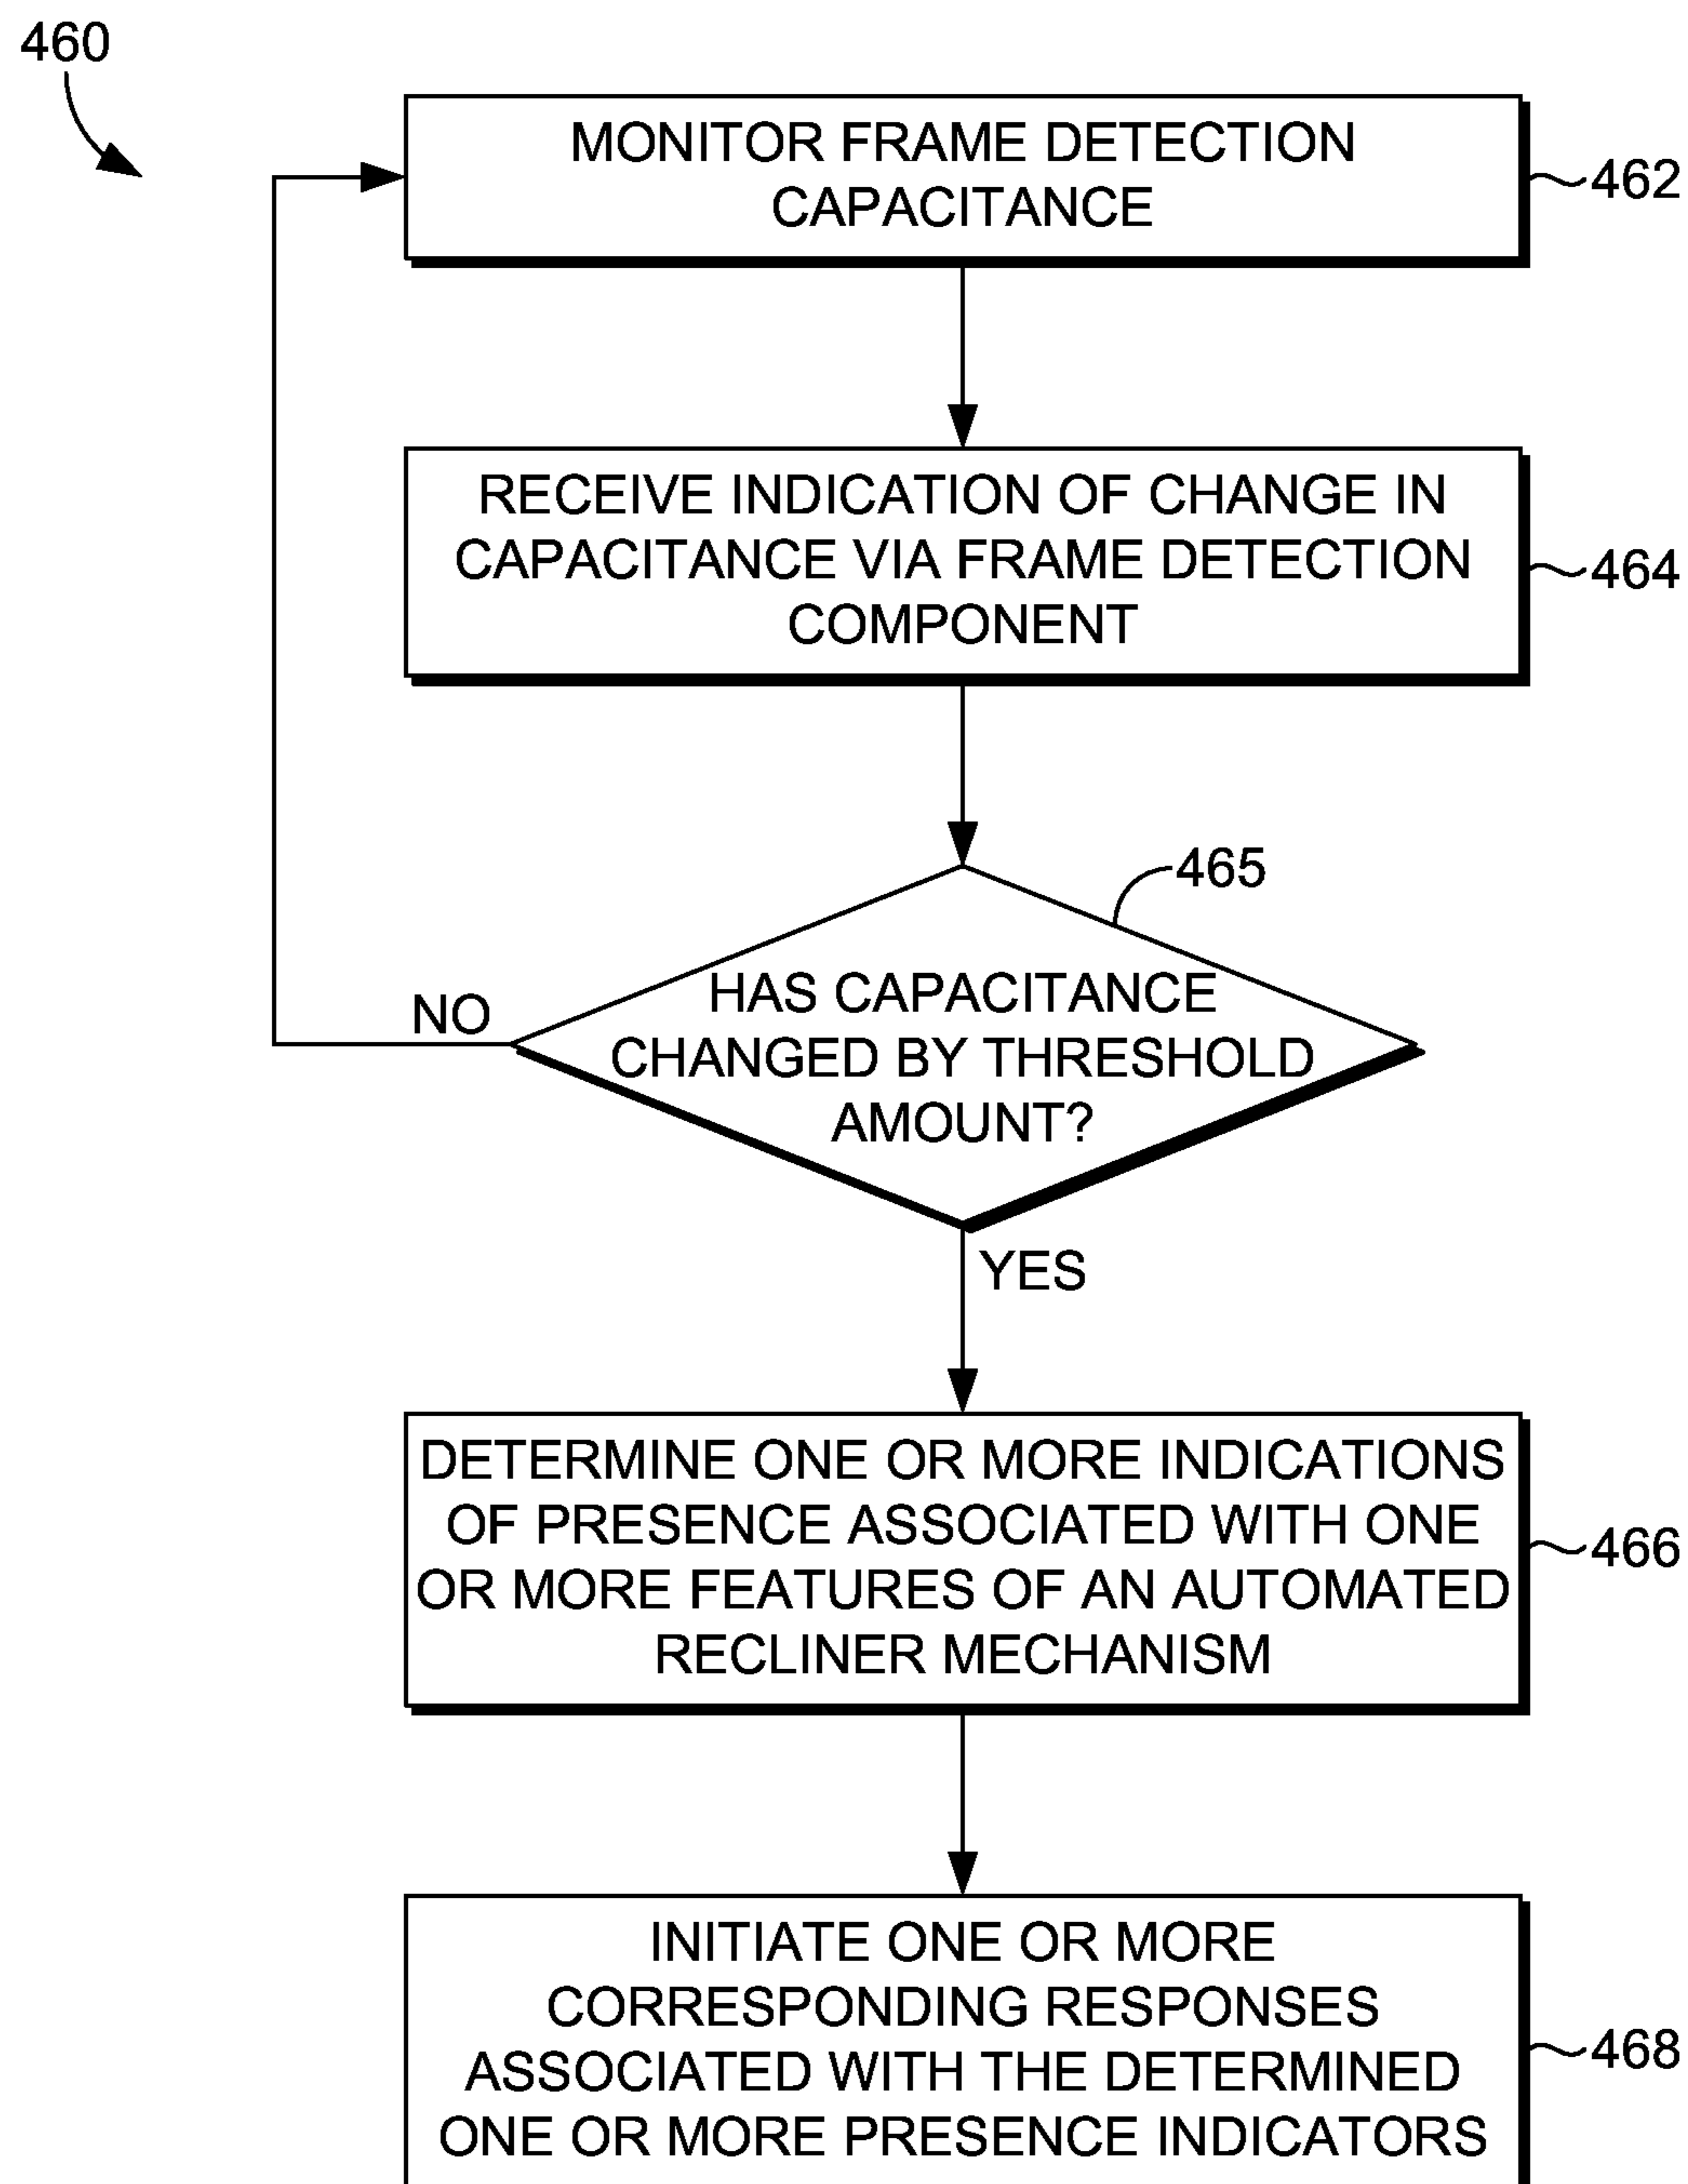 460
MONITOR FRAME DETECTION
CAPACITANCE
462
RECEIVE INDICATION OF CHANGE IN
CAPACITANCE VIA FRAME DETECTION
COMPONENT
464
465
HAS CAPACITANCE
CHANGED BY THRESHOLD
AMOUNT?
NO
YES
DETERMINE ONE OR MORE INDICATIONS
OF PRESENCE ASSOCIATED WITH ONE
OR MORE FEATURES OF AN AUTOMATED
RECLINER MECHANISM
466
INITIATE ONE OR MORE
CORRESPONDING RESPONSES
ASSOCIATED WITH THE DETERMINED
ONE OR MORE PRESENCE INDICATORS
468